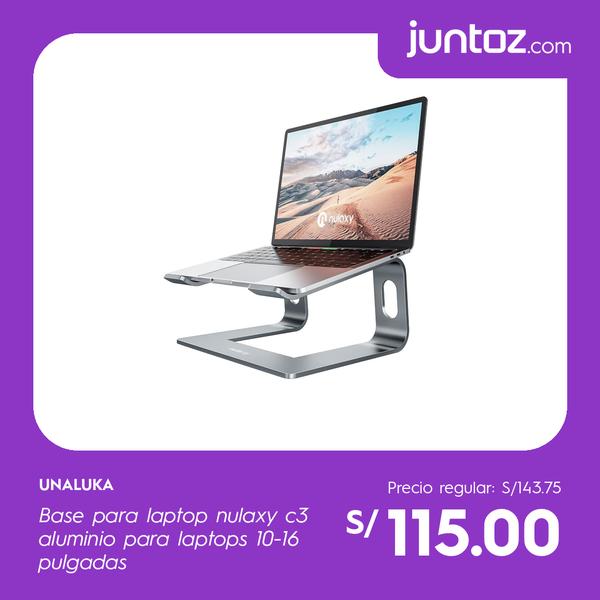 juntoz.com
nulaxy
UNALUKA
Base para laptop nulaxy c3
aluminio para laptops 10-16
pulgadas
Precio regular: S/143.75
S/115.00